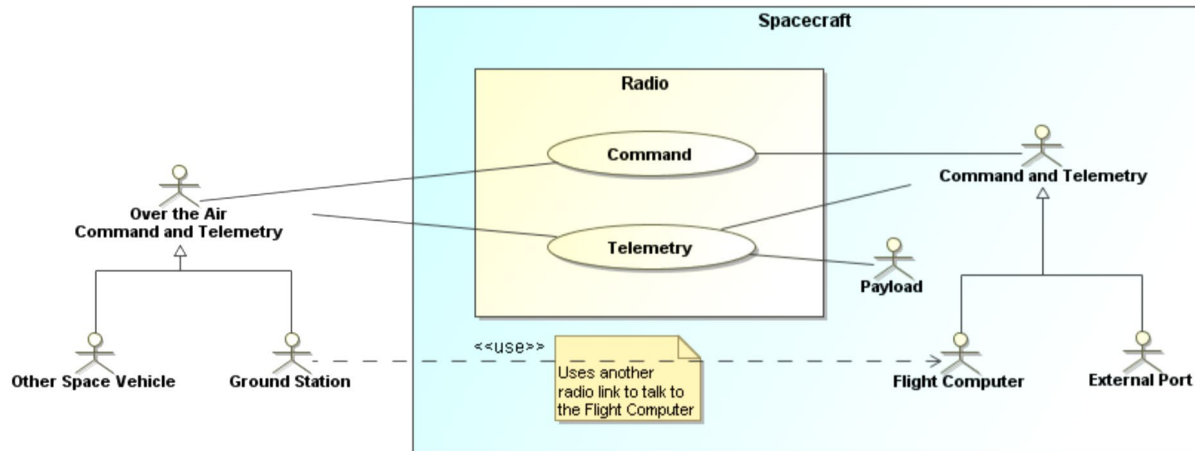 Spacecraft
Radio
Command
Command and Telemetry
Over the Air
Command and Telemetry
Telemetry
Payload
<<use>>
Other Space Vehicle
Ground Station
Uses another
radio link to talk to
the Flight Computer
Flight Computer
External Port